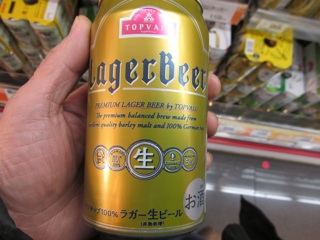 TOPVALU
LagerBeer
PREMIUM LAGER BEER by TOPVALU
The premium balanced brew made from
quality barley malt and 100% German
生
お酒
100% ラガー生ビール